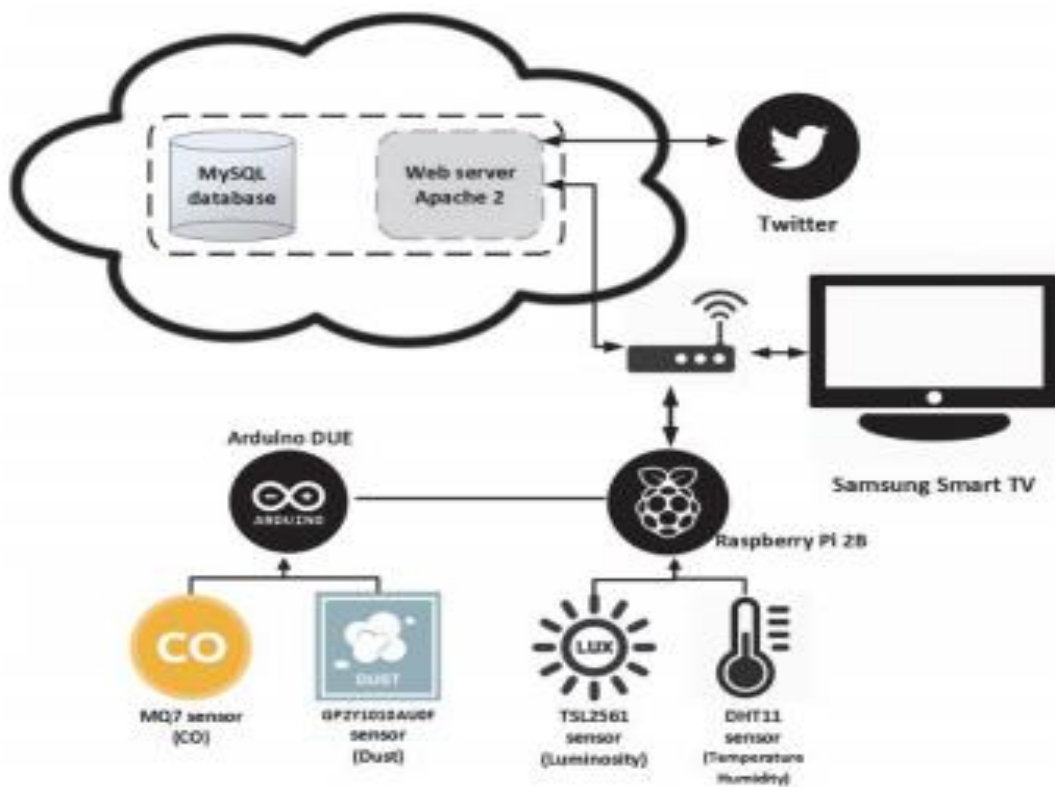 MySQL
database
Web server
Apache 2
Twitter
Samsung Smart TV
Arduino DUE
ARDUINO
Raspberry Pi 2B
CO
DUST
LUX
MQ7 sensor
(CO)
GP2Y1010AU0F
sensor
(Dust)
TSL2561
sensor
(Luminosity)
DHT11
sensor
(Temperature
Humidity)